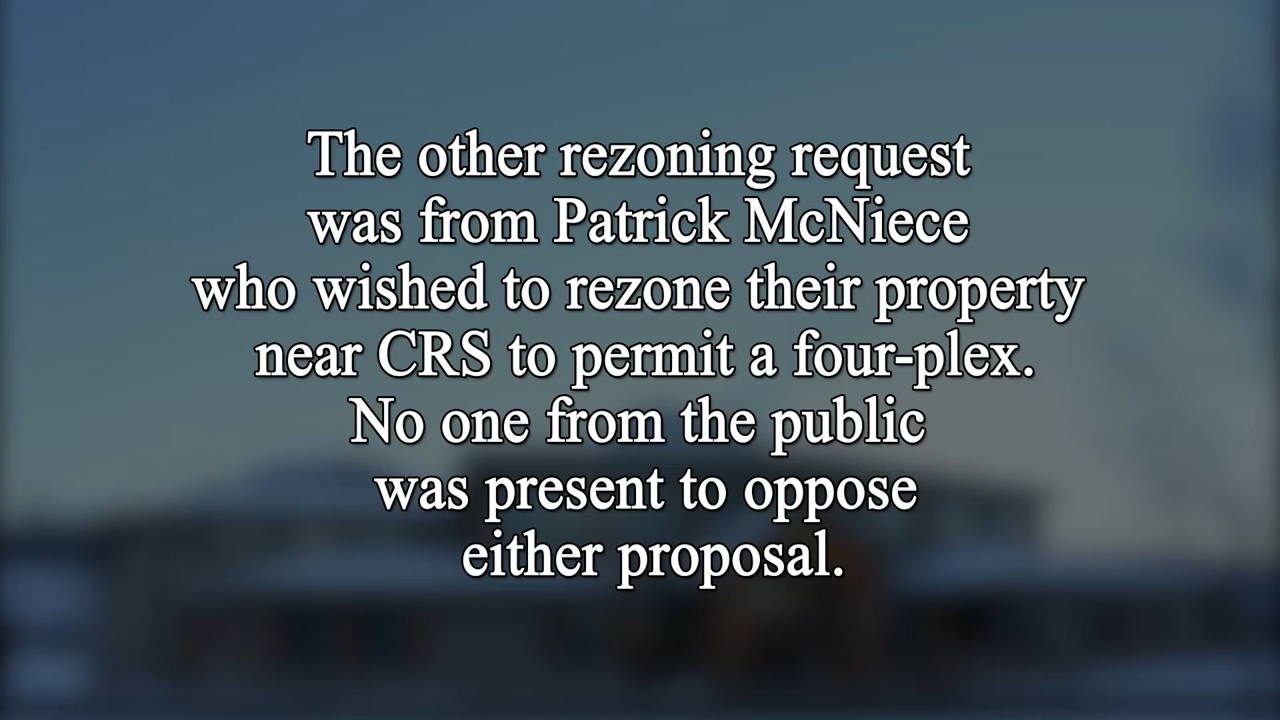 The other rezoning request
was from Patrick McNiece
who wished to rezone their property
near CRS to permit a four-plex.
No one from the public
was present to oppose
either proposal.